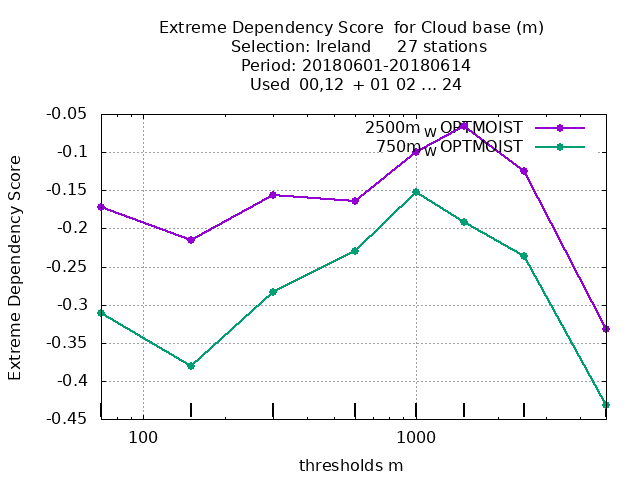 Extreme Dependency Score  for Cloud base (m)
Selection: Ireland     27 stations
Period: 20180601-20180614
Used  00,12  + 01 02 ... 24
2500m W OPTMOIST
750m W OPTMOIST
Extreme Dependency Score
-0.05
-0.1
-0.15
-0.2
-0.25
-0.3
-0.35
-0.4
-0.45
100
1000
thresholds m